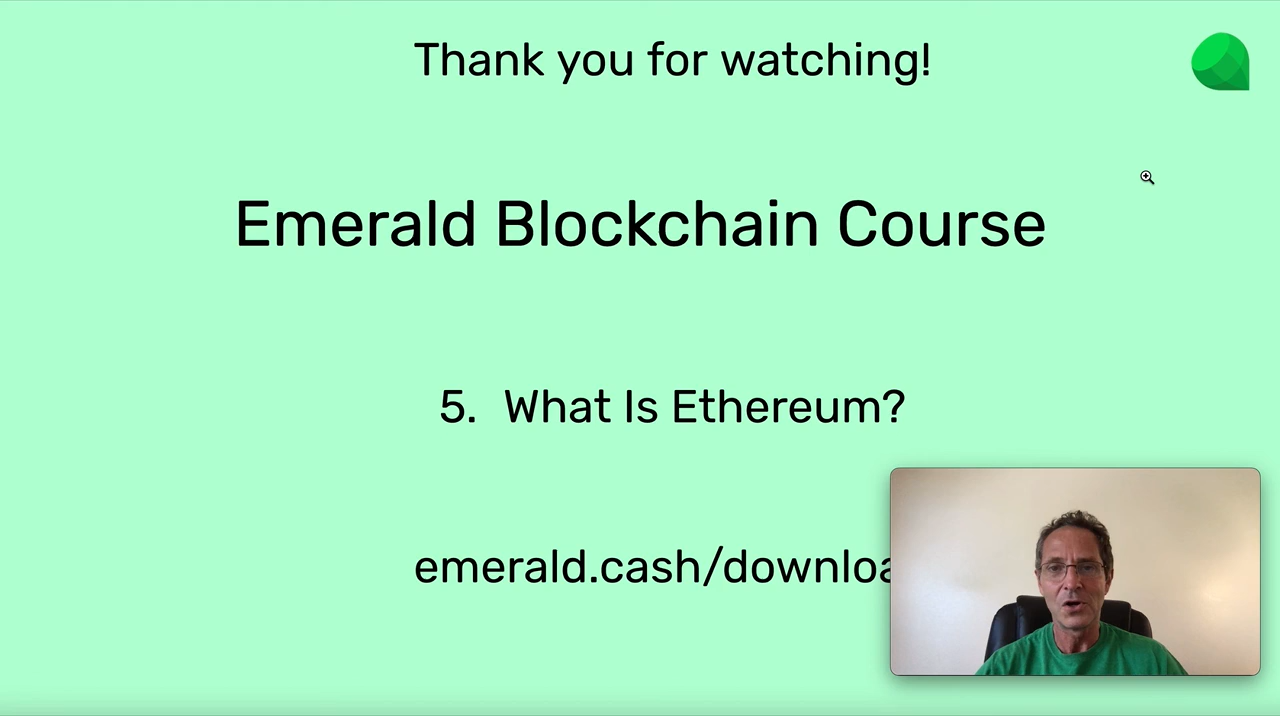 Thank you for watching!
Emerald Blockchain Course
5. What Is Ethereum?
emerald.cash/downloa